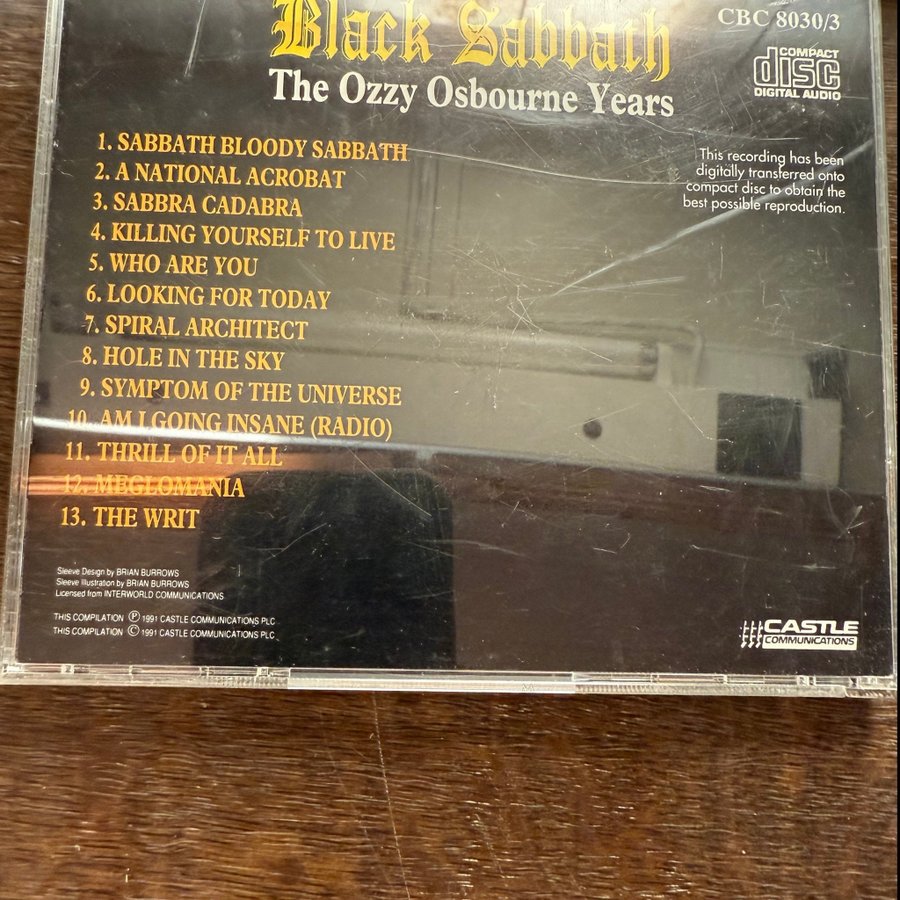 Black Sabbath
CBC 8030/3
COMPACT
disc
DIGITAL AUDIO
The Ozzy Osbourne Years
1. SABBATH BLOODY SABBATH
2. A NATIONAL ACROBAT
3. SABBRA CADABRA
4. KILLING YOURSELF TO LIVE
5. WHO ARE YOU
6. LOOKING FOR TODAY
7. SPIRAL ARCHITECT
8. HOLE IN THE SKY
9. SYMPTOM OF THE UNIVERSE
10. AM I GOING INSANE (RADIO)
11. THRILL OF IT ALL
12. MEGLOMANIA
13. THE WRIT
This recording has been
digitally transferred onto
compact disc to obtain the
best possible reproduction.
Sleeve Design by BRIAN BURROWS
Sleeve Illustration by BRIAN BURROWS
Licensed from INTERWORLD COMMUNICATIONS
THIS COMPILATION Ⓟ 1991 CASTLE COMMUNICATIONS PLC
THIS COMPILATION © 1991 CASTLE COMMUNICATIONS PLC
CASTLE
COMMUNICATIONS